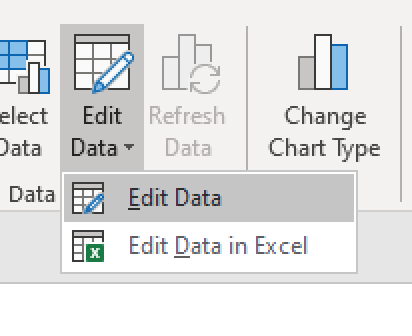 elect Edit Refresh Change
Data Data Data Chart Type
Data
Edit Data
Edit Data in Excel